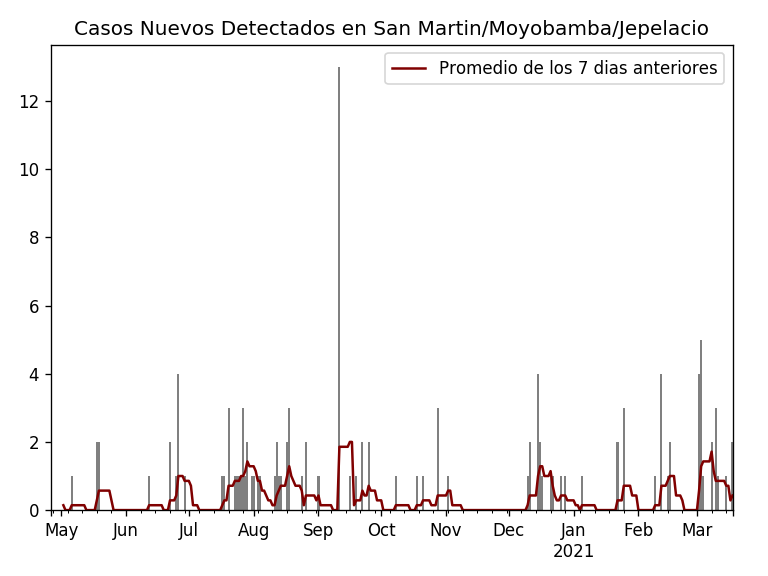 Casos Nuevos Detectados en San Martin/Moyobamba/Jepelacio
Promedio de los 7 dias anteriores
12
10
8
6
4
2
0
May Jun Jul Aug Sep Oct Nov Dec Jan Feb Mar
2021